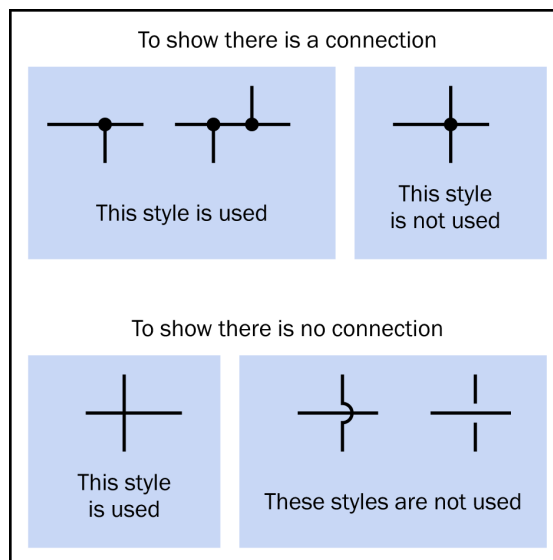 To show there is a connection
This style is used
This style
is not used
To show there is no connection
This style
is used
These styles are not used